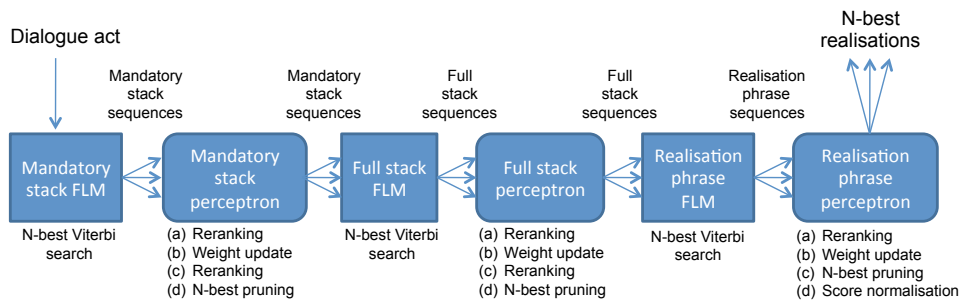 Dialogue act
N-best
realisations
Mandatory
stack
sequences
Mandatory
stack
sequences
Full
stack
sequences
Full
stack
sequences
Realisation
phrase
sequences
Mandatory
stack FLM
Mandatory
stack
perceptron
Full stack
FLM
Full stack
perceptron
Realisation
phrase
FLM
Realisation
phrase
perceptron
N-best Viterbi
search
(a) Reranking
(b) Weight update
(c) Reranking
(d) N-best pruning
N-best Viterbi
search
(a) Reranking
(b) Weight update
(c) Reranking
(d) N-best pruning
N-best Viterbi
search
(a) Reranking
(b) Weight update
(c) N-best pruning
(d) Score normalisation